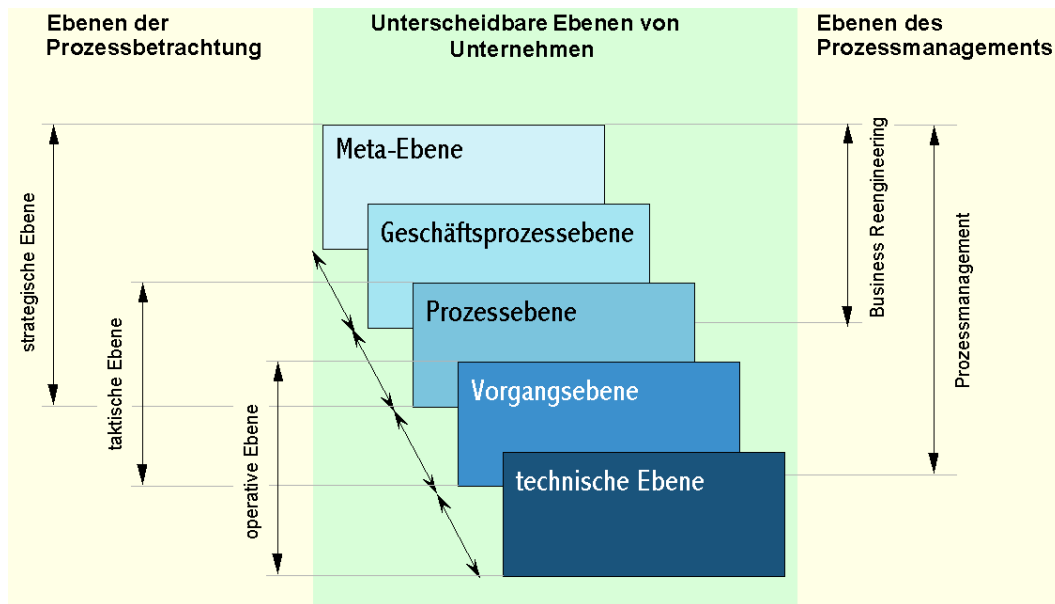 Ebenen der
Prozessbetrachtung
Unterscheidbare Ebenen von
Unternehmen
Ebenen des
Prozessmanagements
strategische Ebene
taktische Ebene
operative Ebene
Meta-Ebene
Geschäftsprozessebene
Prozessebene
Vorgangsebene
technische Ebene
Business Reengineering
Prozessmanagement